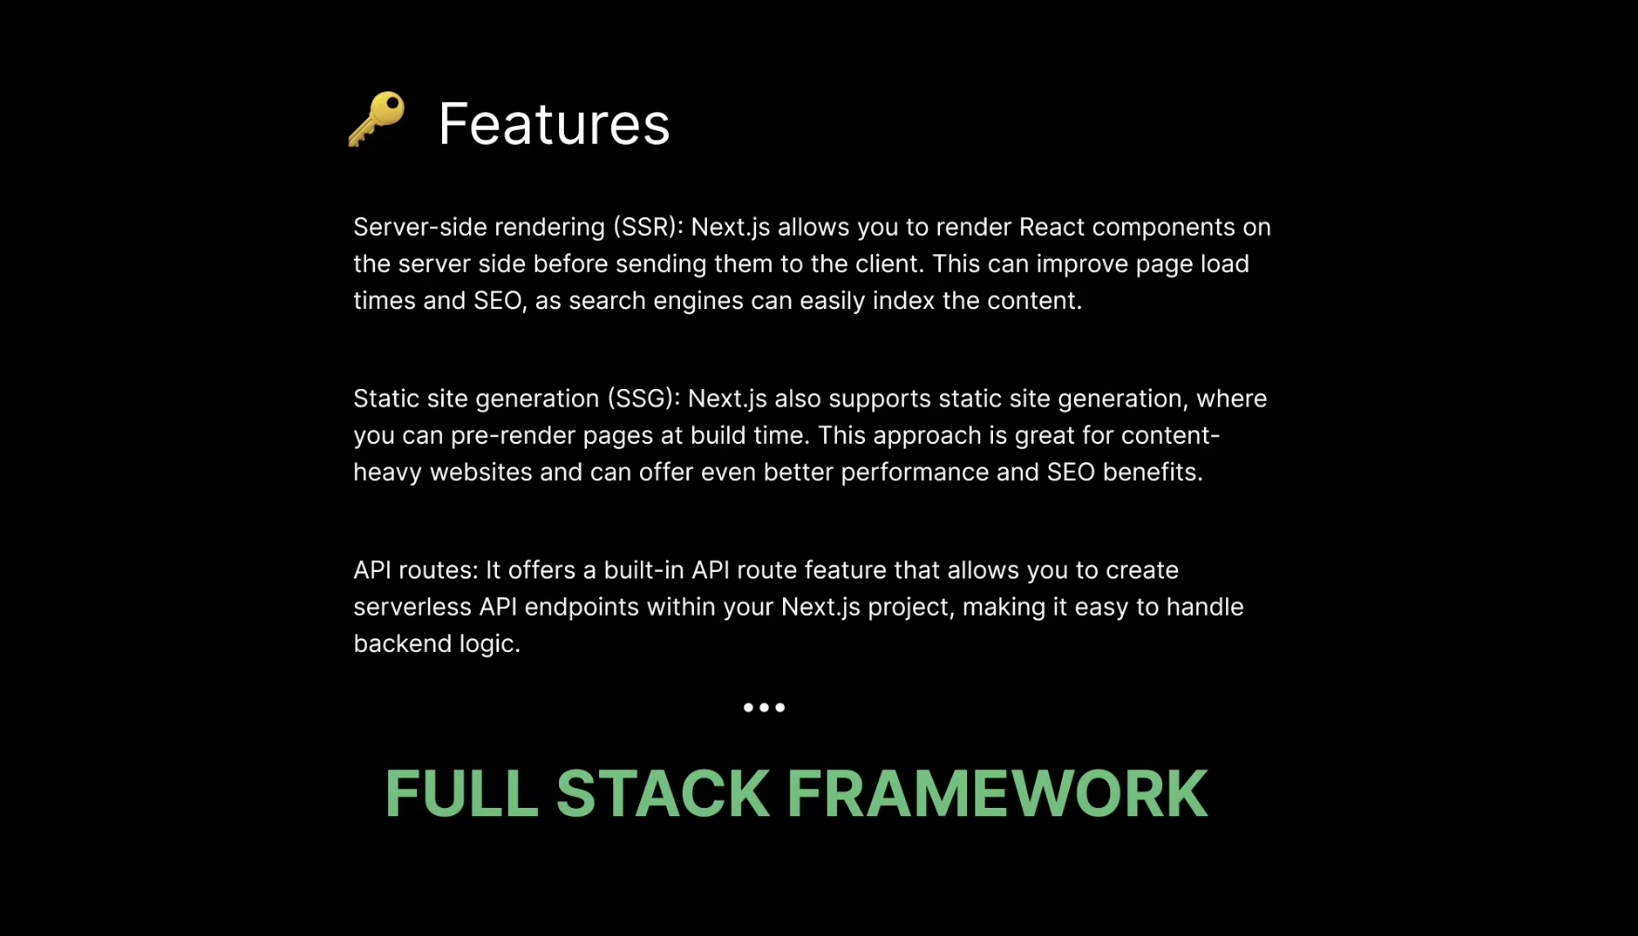 Features
Server-side rendering (SSR): Next.js allows you to render React components on
the server side before sending them to the client. This can improve page load
times and SEO, as search engines can easily index the content.
Static site generation (SSG): Next.js also supports static site generation, where
you can pre-render pages at build time. This approach is great for content-
heavy websites and can offer even better performance and SEO benefits.
API routes: It offers a built-in API route feature that allows you to create
serverless API endpoints within your Next.js project, making it easy to handle
backend logic.
...
FULL STACK FRAMEWORK